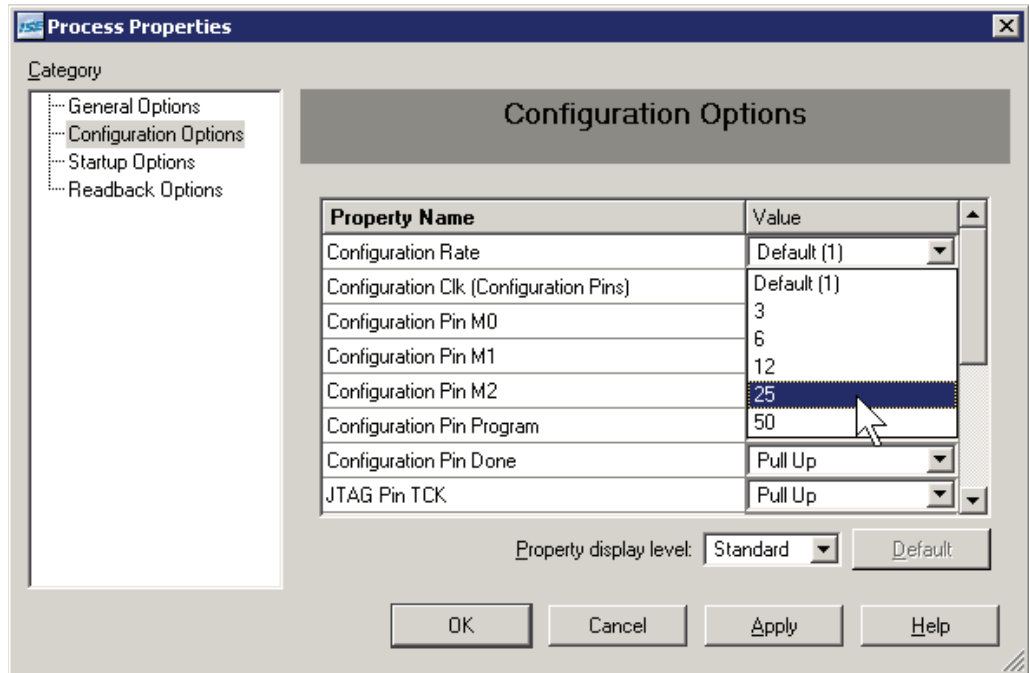 ISE Process Properties
Category
General Options
Configuration Options
Startup Options
Readback Options
Configuration Options
Property Name Value
Configuration Rate Default (1)
Configuration Clk (Configuration Pins) Default (1)
3
Configuration Pin M0
6
Configuration Pin M1
12
Configuration Pin M2 25
Configuration Pin Program 50
Configuration Pin Done Pull Up
JTAG Pin TCK Pull Up
Property display level: Standard Default
OK Cancel Apply Help